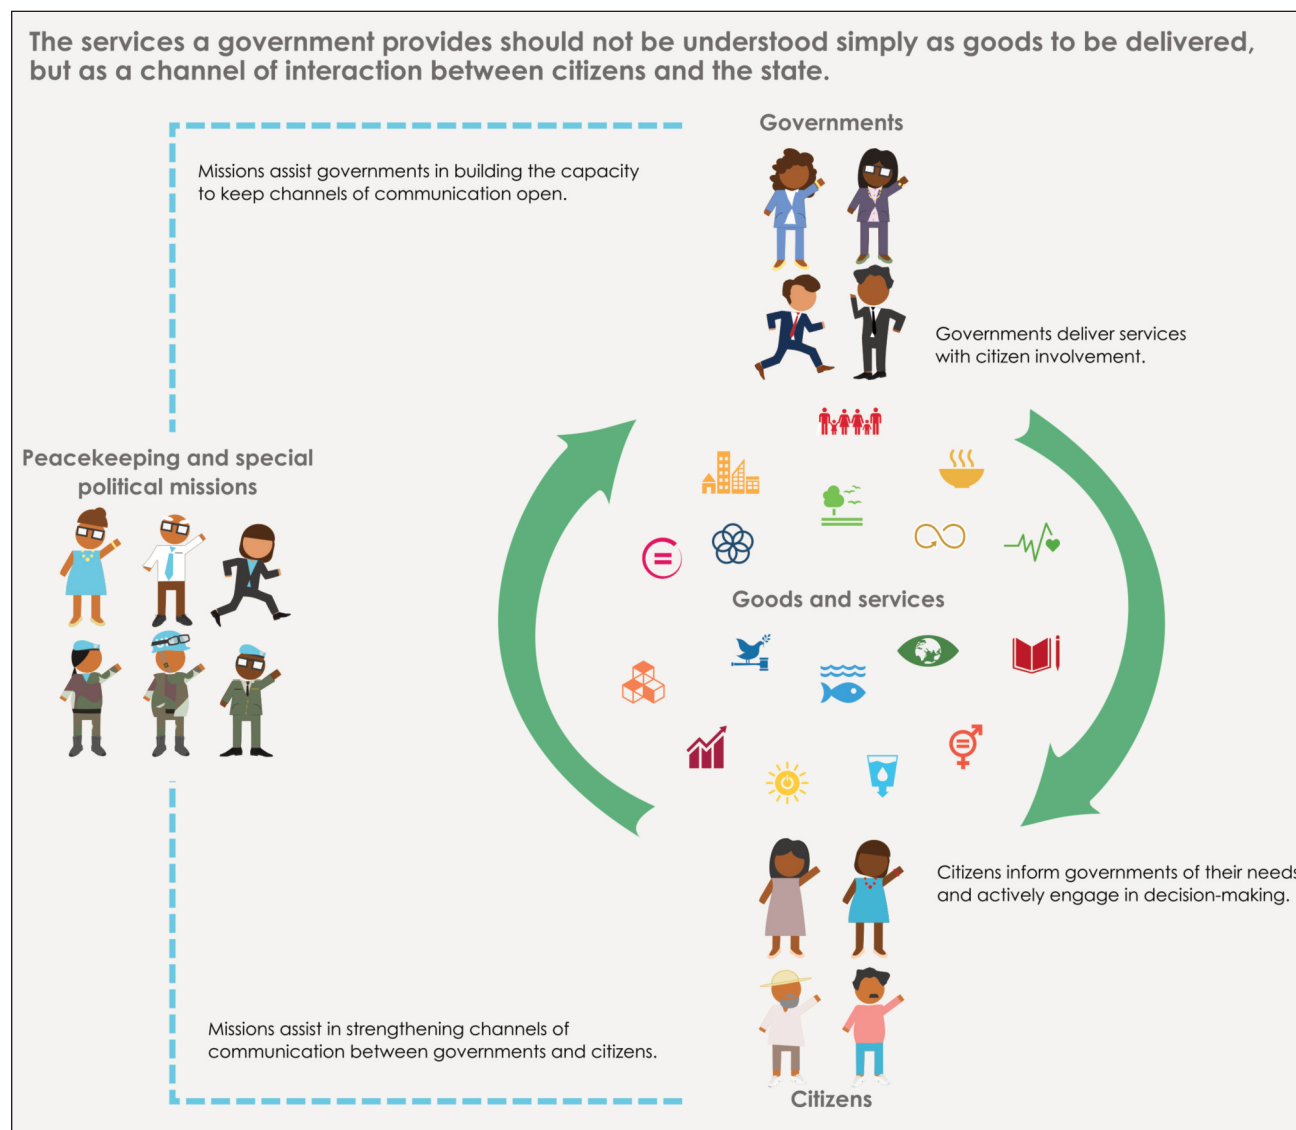 The services a government provides should not be understood simply as goods to be delivered,
but as a channel of interaction between citizens and the state.
Governments
Missions assist governments in building the capacity
to keep channels of communication open.
Governments deliver services
with citizen involvement.
Peacekeeping and special
political missions
Goods and services
Citizens inform governments of their needs
and actively engage in decision-making.
Missions assist in strengthening channels of
communication between governments and citizens.
Citizens